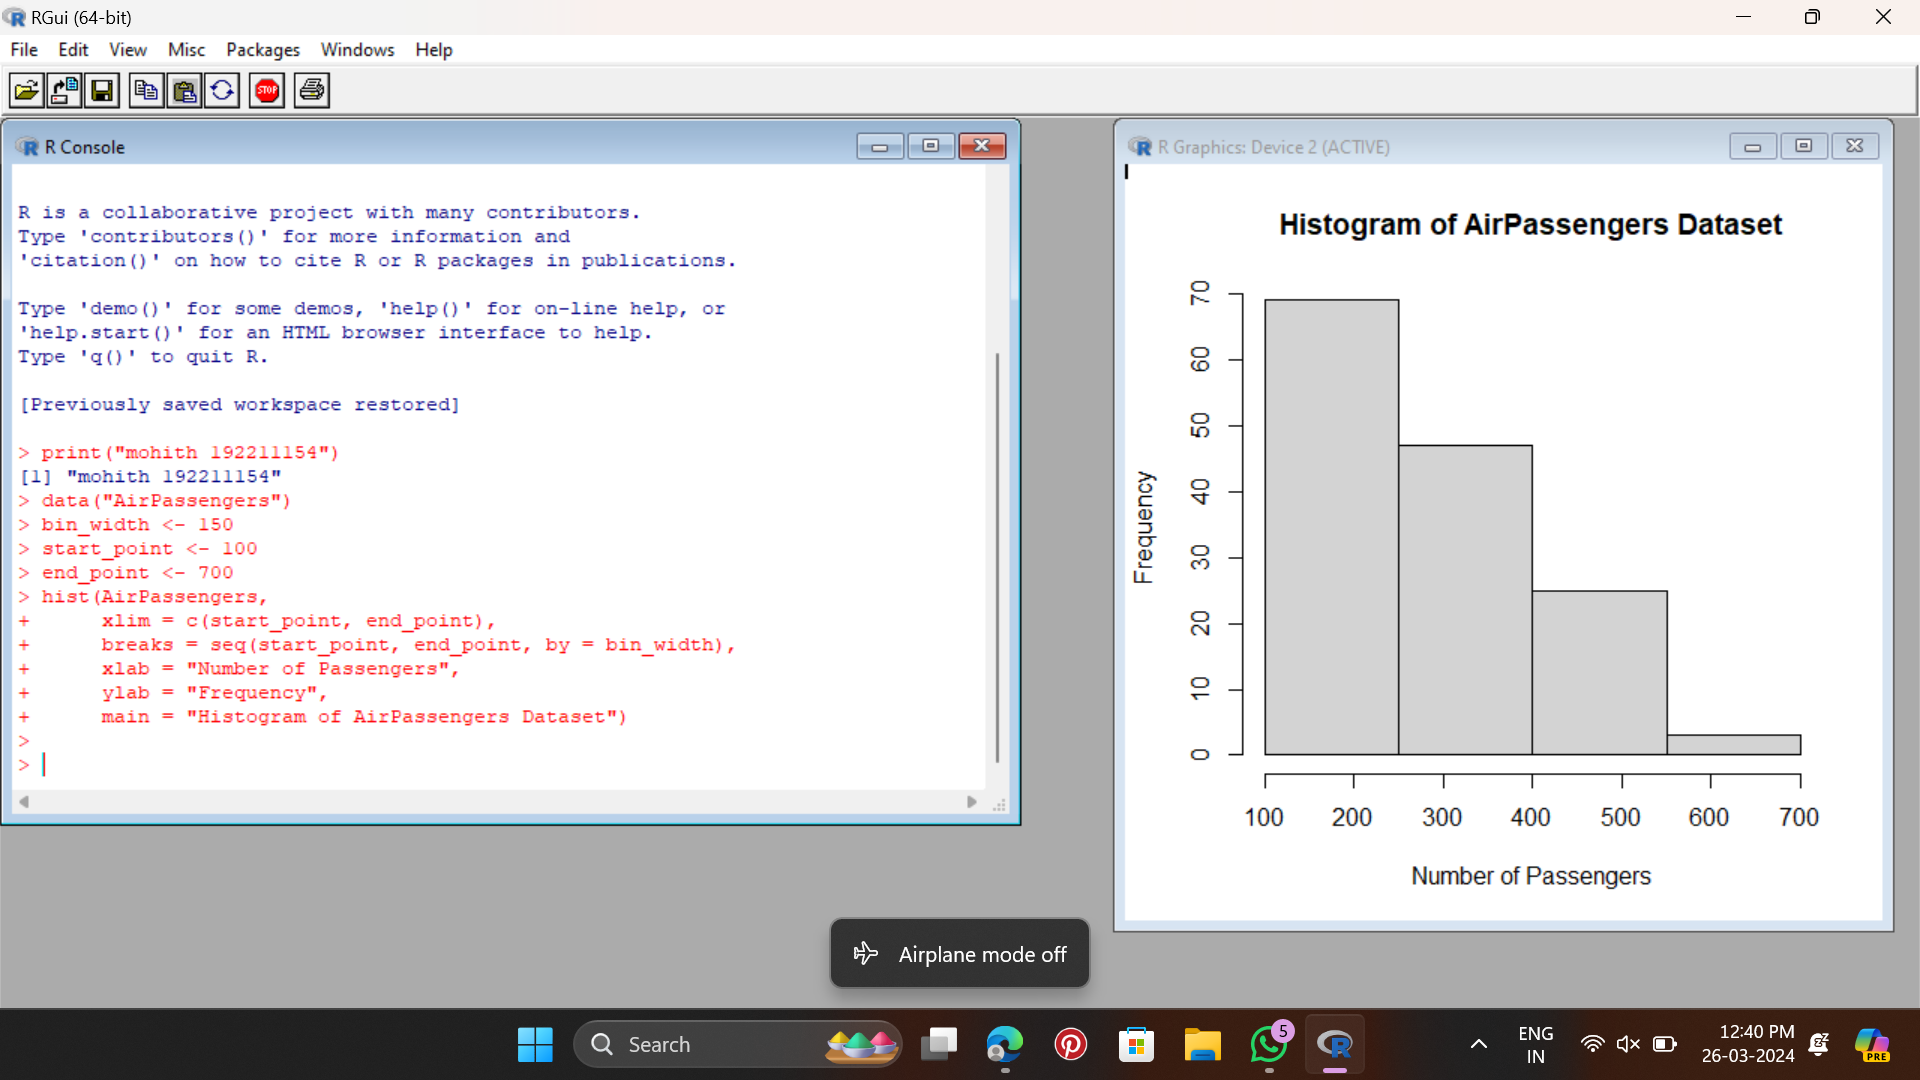 RGui (64-bit)
File Edit View Misc Packages Windows Help
STOP
R Console
R is a collaborative project with many contributors.
Type 'contributors()' for more information and
'citation()' on how to cite R or R packages in publications.
Type 'demo()' for some demos, 'help()' for on-line help, or
'help.start()' for an HTML browser interface to help.
Type 'q()' to quit R.
[Previously saved workspace restored]
> print("mohith 192211154")
[1] "mohith 192211154"
> data("AirPassengers")
> bin_width <- 150
> start_point <- 100
> end_point <- 700
> hist(AirPassengers,
+      xlim = c(start_point, end_point),
+      breaks = seq(start_point, end_point, by = bin_width),
+      xlab = "Number of Passengers",
+      ylab = "Frequency",
+      main = "Histogram of AirPassengers Dataset")
>
>
R Graphics: Device 2 (ACTIVE)
Histogram of AirPassengers Dataset
Frequency
70
60
50
40
30
20
10
0
100 200 300 400 500 600 700
Number of Passengers
Airplane mode off
Search
5
ENG
IN
12:40 PM
26-03-2024
PRE